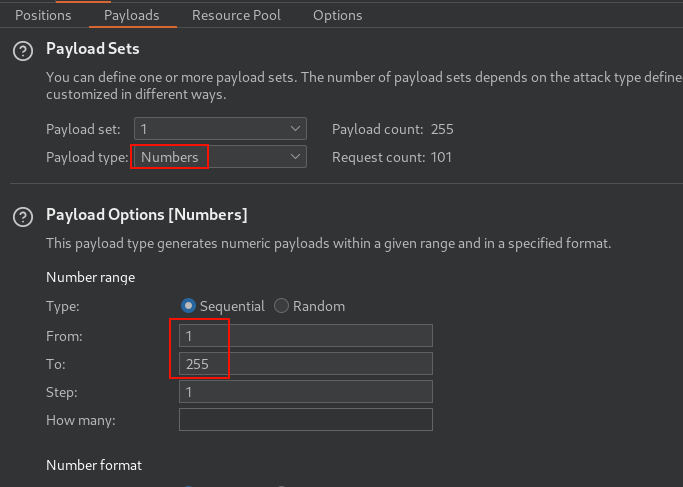 Positions Payloads Resource Pool Options
Payload Sets
You can define one or more payload sets. The number of payload sets depends on the attack type define
customized in different ways.
Payload set: 1 Payload count: 255
Payload type: Numbers Request count: 101
Payload Options [Numbers]
This payload type generates numeric payloads within a given range and in a specified format.
Number range
Type: Sequential Random
From: 1
To: 255
Step: 1
How many:
Number format